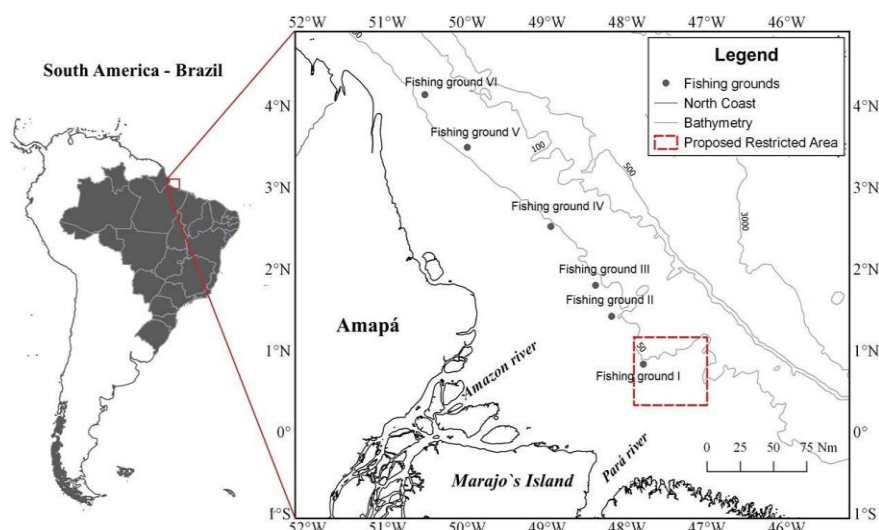 South America - Brazil
52°W 51°W 50°W 49°W 48°W 47°W 46°W
4°N
3°N
2°N
1°N
0°
1°S
Legend
Fishing grounds
North Coast
Bathymetry
Proposed Restricted Area
Fishing ground VI
Fishing ground V
100
500
3000
Fishing ground IV
Fishing ground III
Fishing ground II
50
Fishing ground I
Amapá
Amazon river
Pará river
Marajo`s Island
0 25 50 75 Nm
4°N
3°N
2°N
1°N
0°
1°S
52°W 51°W 50°W 49°W 48°W 47°W 46°W